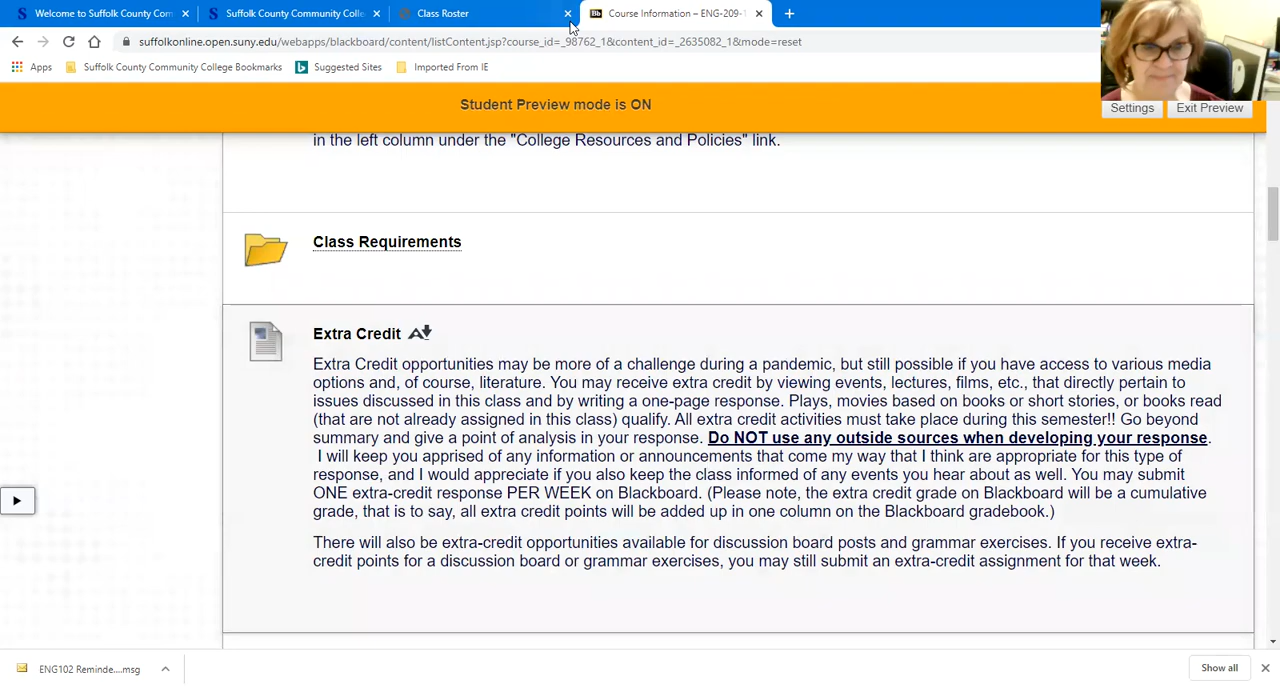 Welcome to Suffolk County Com
Suffolk County Community Colle
Class Roster
Bb Course Information – ENG-209-1
suffolkonline.open.suny.edu/webapps/blackboard/content/listContent.jsp?course_id=_98762_1&content_id=_2635082_1&mode=reset
Apps Suffolk County Community College Bookmarks Suggested Sites Imported From IE
Student Preview mode is ON
Settings Exit Preview
in the left column under the "College Resources and Policies" link.
Class Requirements
Extra Credit
Extra Credit opportunities may be more of a challenge during a pandemic, but still possible if you have access to various media
options and, of course, literature. You may receive extra credit by viewing events, lectures, films, etc., that directly pertain to
issues discussed in this class and by writing a one-page response. Plays, movies based on books or short stories, or books read
(that are not already assigned in this class) qualify. All extra credit activities must take place during this semester!! Go beyond
summary and give a point of analysis in your response. Do NOT use any outside sources when developing your response.
I will keep you apprised of any information or announcements that come my way that I think are appropriate for this type of
response, and I would appreciate if you also keep the class informed of any events you hear about as well. You may submit
ONE extra-credit response PER WEEK on Blackboard. (Please note, the extra credit grade on Blackboard will be a cumulative
grade, that is to say, all extra credit points will be added up in one column on the Blackboard gradebook.)
There will also be extra-credit opportunities available for discussion board posts and grammar exercises. If you receive extra-
credit points for a discussion board or grammar exercises, you may still submit an extra-credit assignment for that week.
ENG102 Reminde....msg
Show all